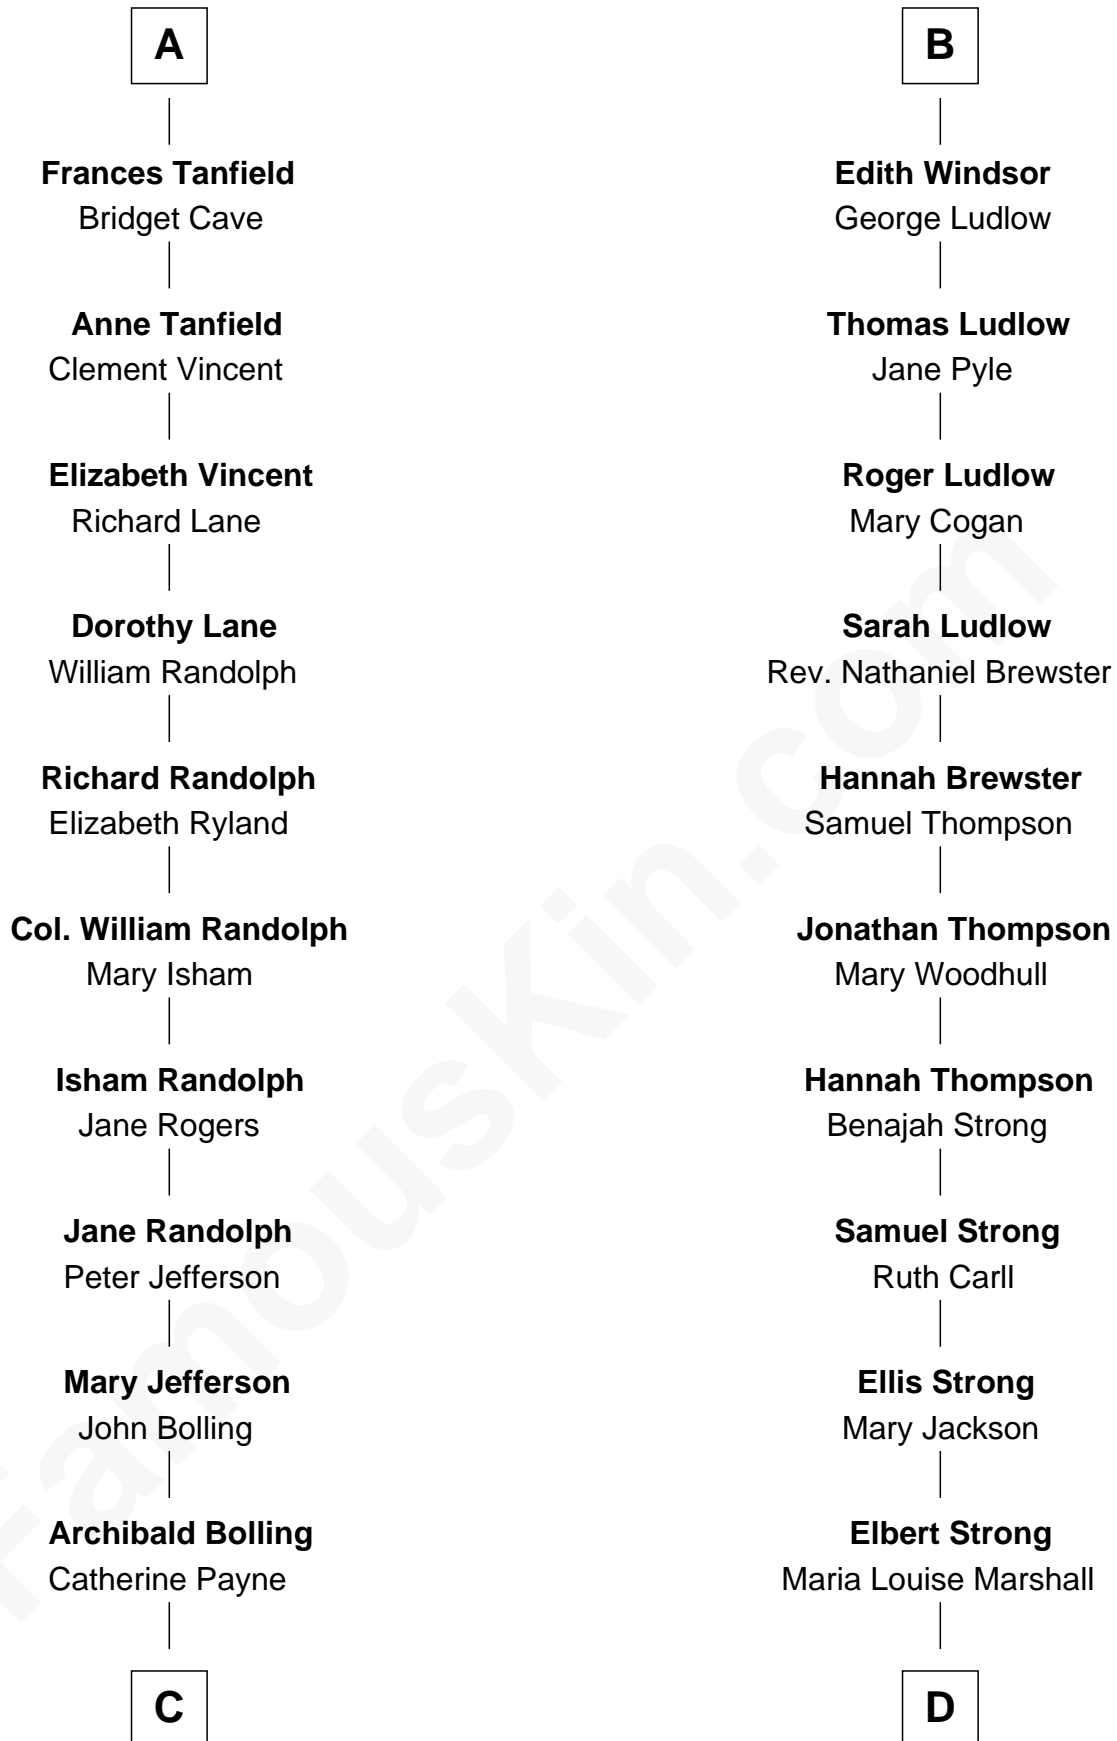 A
Frances Tanfield
Bridget Cave
Anne Tanfield
Clement Vincent
Elizabeth Vincent
Richard Lane
Dorothy Lane
William Randolph
Richard Randolph
Elizabeth Ryland
Col. William Randolph
Mary Isham
Isham Randolph
Jane Rogers
Jane Randolph
Peter Jefferson
Mary Jefferson
John Bolling
Archibald Bolling
Catherine Payne
C
B
Edith Windsor
George Ludlow
Thomas Ludlow
Jane Pyle
Roger Ludlow
Mary Cogan
Sarah Ludlow
Rev. Nathaniel Brewster
Hannah Brewster
Samuel Thompson
Jonathan Thompson
Mary Woodhull
Hannah Thompson
Benajah Strong
Samuel Strong
Ruth Carll
Ellis Strong
Mary Jackson
Elbert Strong
Maria Louise Marshall
D
FamousKin.com